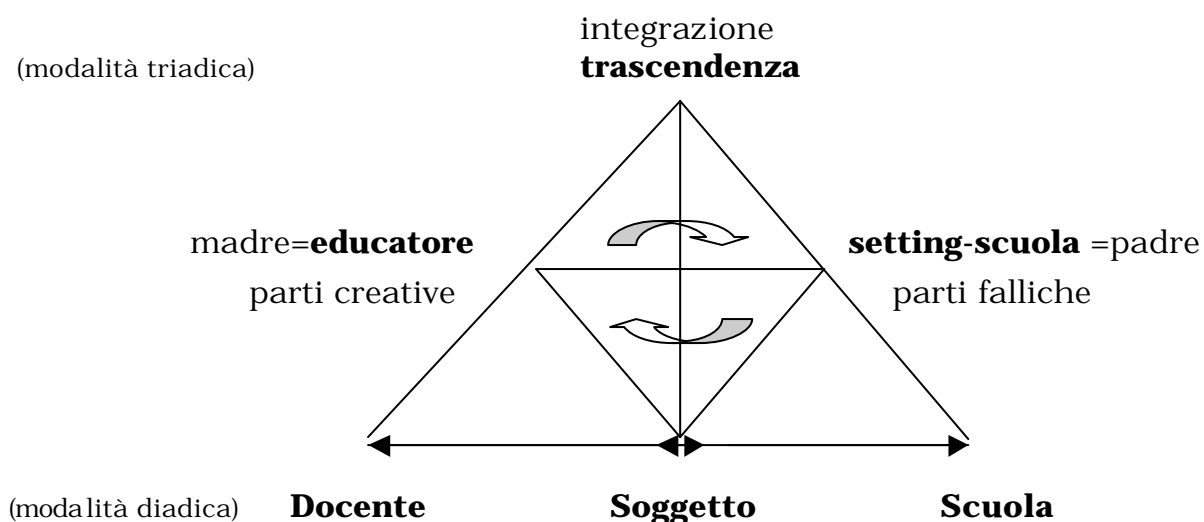 integrazione
(modalità triadica) trascendenza
madre=educatore setting-scuola =padre
parti creative parti falliche
(modalità diadica) Docente Soggetto Scuola